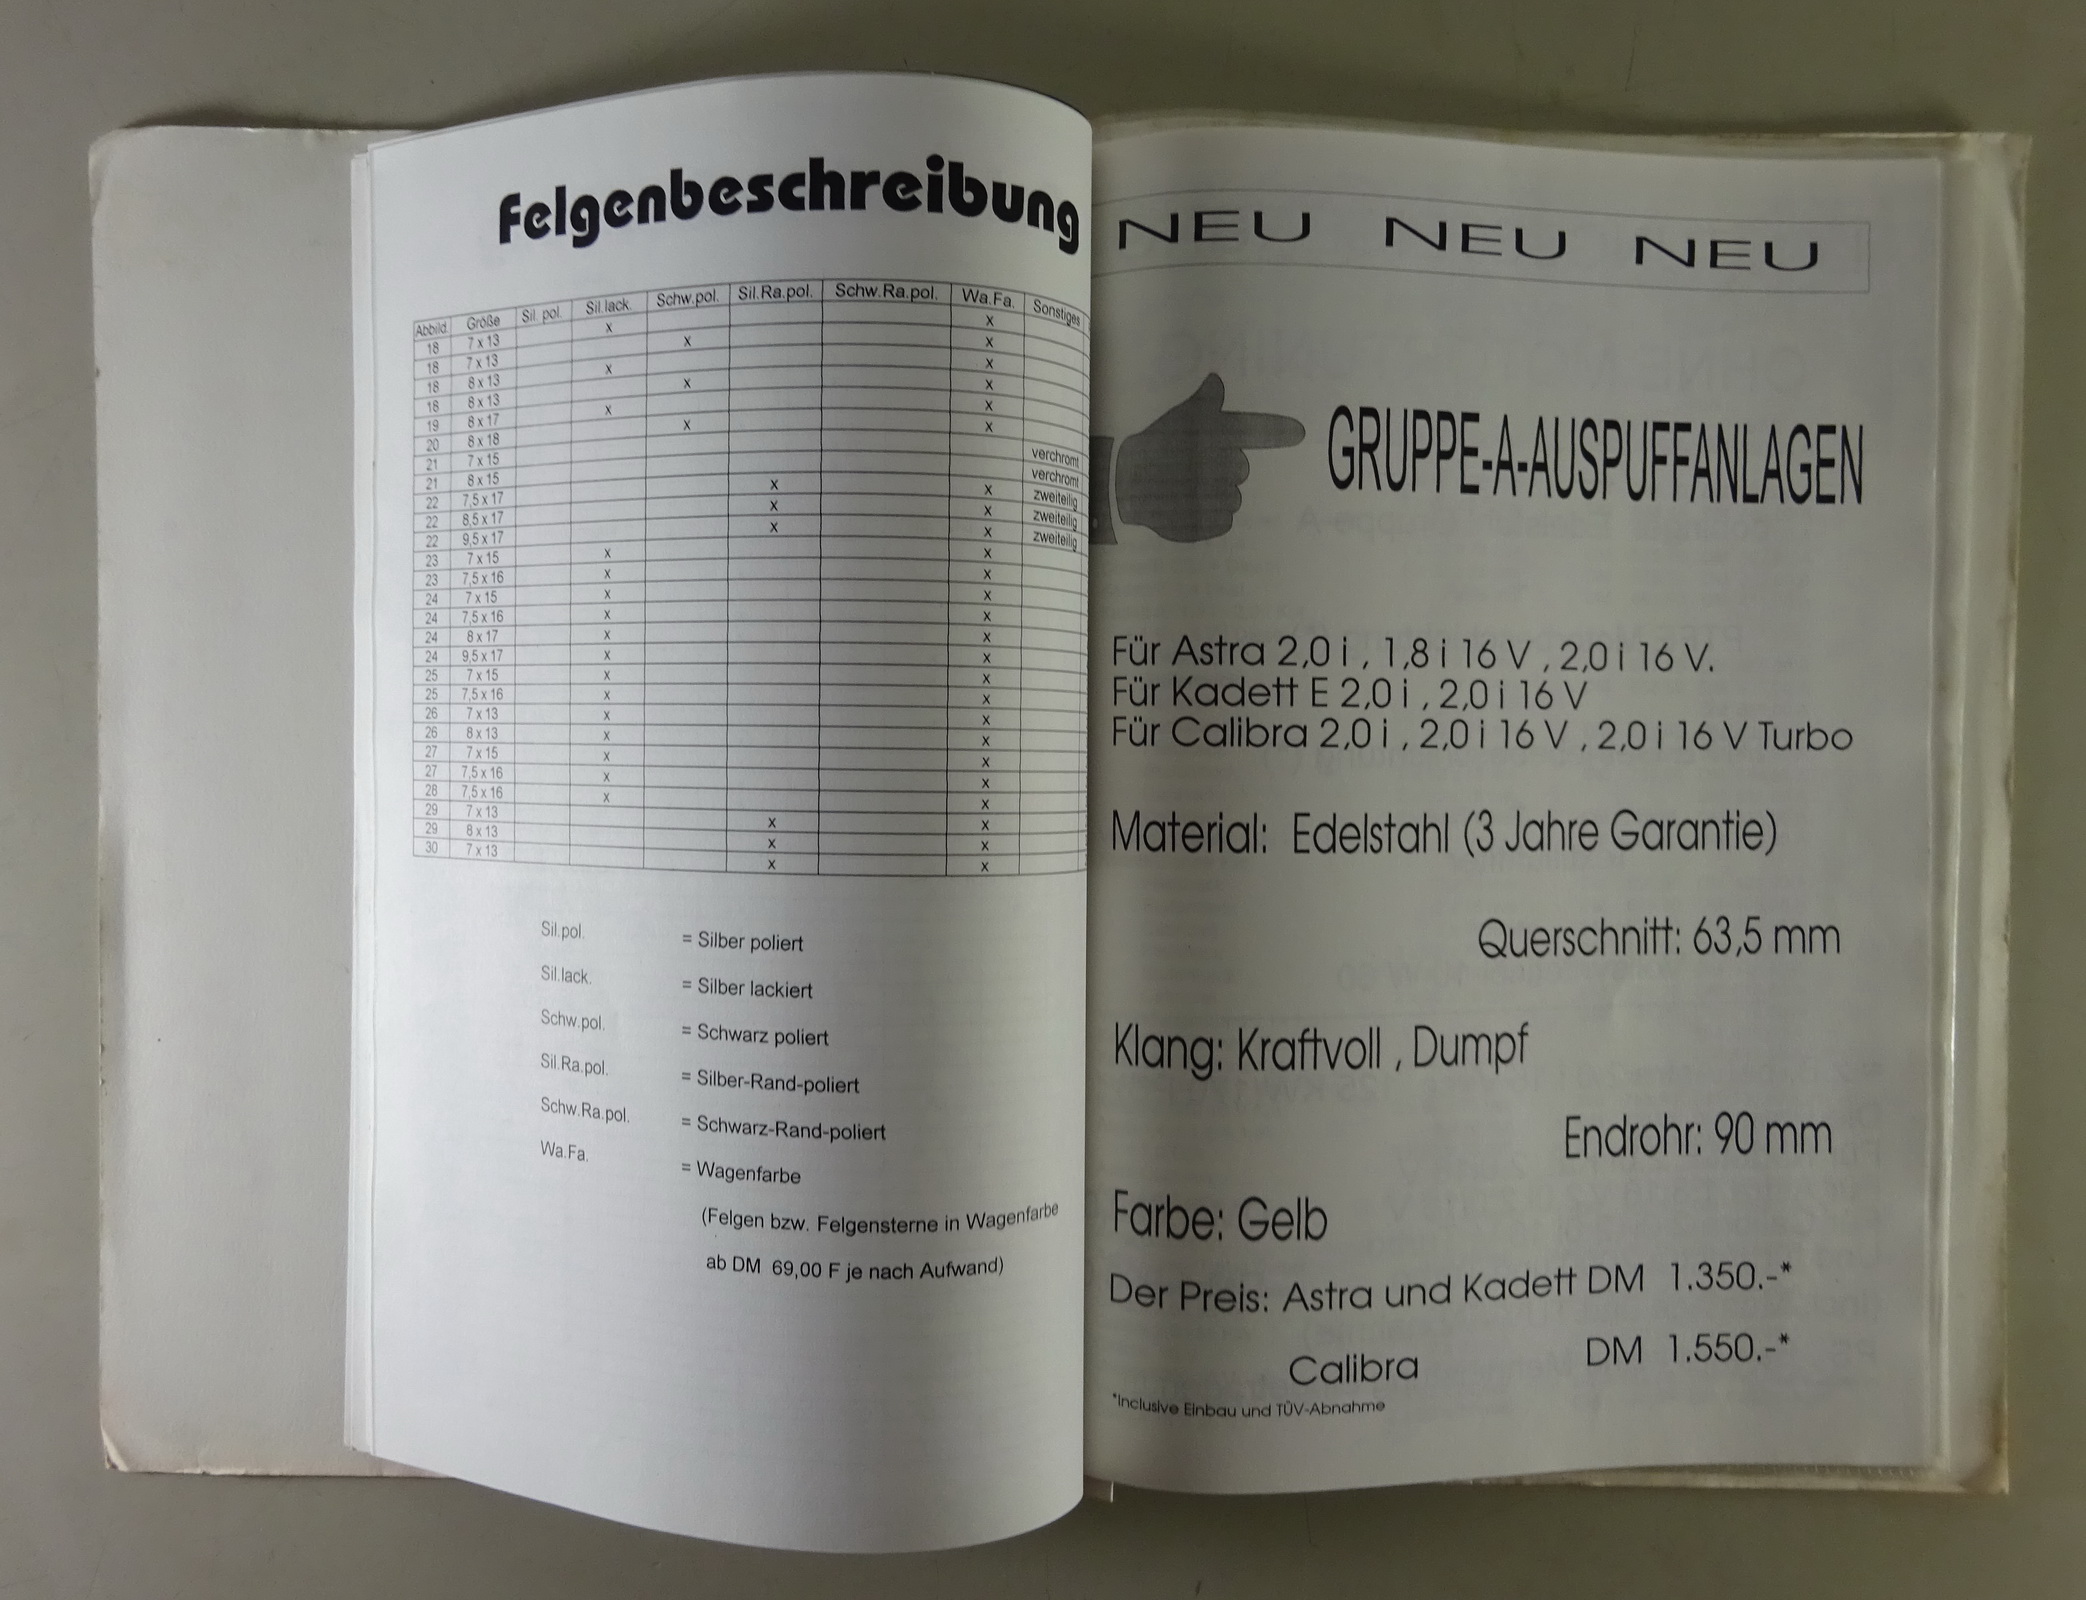 Felgenbeschreibung
Abbild. Größe Sil. pol. Sil.lack. Schw.pol. Sil.Ra.pol. Schw.Ra.pol. Wa.Fa. Sonstiges
18 7 x 13 x x
18 7 x 13 x x
18 8 x 13 x x
18 8 x 13 x x
19 8 x 17 x x
20 8 x 18 x x
21 7 x 15 verchromt
21 8 x 15 verchromt
22 7,5 x 17 x x zweiteilig
22 8,5 x 17 x x zweiteilig
22 9,5 x 17 x x zweiteilig
23 7 x 15 x x
23 7,5 x 16 x x
24 7 x 15 x x
24 7,5 x 16 x x
24 8 x 17 x x
24 9,5 x 17 x x
25 7 x 15 x x
25 7,5 x 16 x x
26 7 x 13 x x
26 8 x 13 x x
27 7 x 15 x x
27 7,5 x 16 x x
28 7,5 x 16 x x
29 7 x 13 x x
29 8 x 13 x x
30 7 x 13 x x
Sil.pol. = Silber poliert
Sil.lack. = Silber lackiert
Schw.pol. = Schwarz poliert
Sil.Ra.pol. = Silber-Rand-poliert
Schw.Ra.pol. = Schwarz-Rand-poliert
Wa.Fa. = Wagenfarbe
(Felgen bzw. Felgensterne in Wagenfarbe
ab DM 69,00 F je nach Aufwand)
NEU NEU NEU
GRUPPE-A-AUSPUFFANLAGEN
Für Astra 2,0 i , 1,8 i 16 V , 2,0 i 16 V.
Für Kadett E 2,0 i , 2,0 i 16 V
Für Calibra 2,0 i , 2,0 i 16 V , 2,0 i 16 V Turbo
Material: Edelstahl (3 Jahre Garantie)
Querschnitt: 63,5 mm
Klang: Kraftvoll , Dumpf
Endrohr: 90 mm
Farbe: Gelb
Der Preis: Astra und Kadett DM 1.350.-*
Calibra DM 1.550.-*
*Inclusive Einbau und TÜV-Abnahme